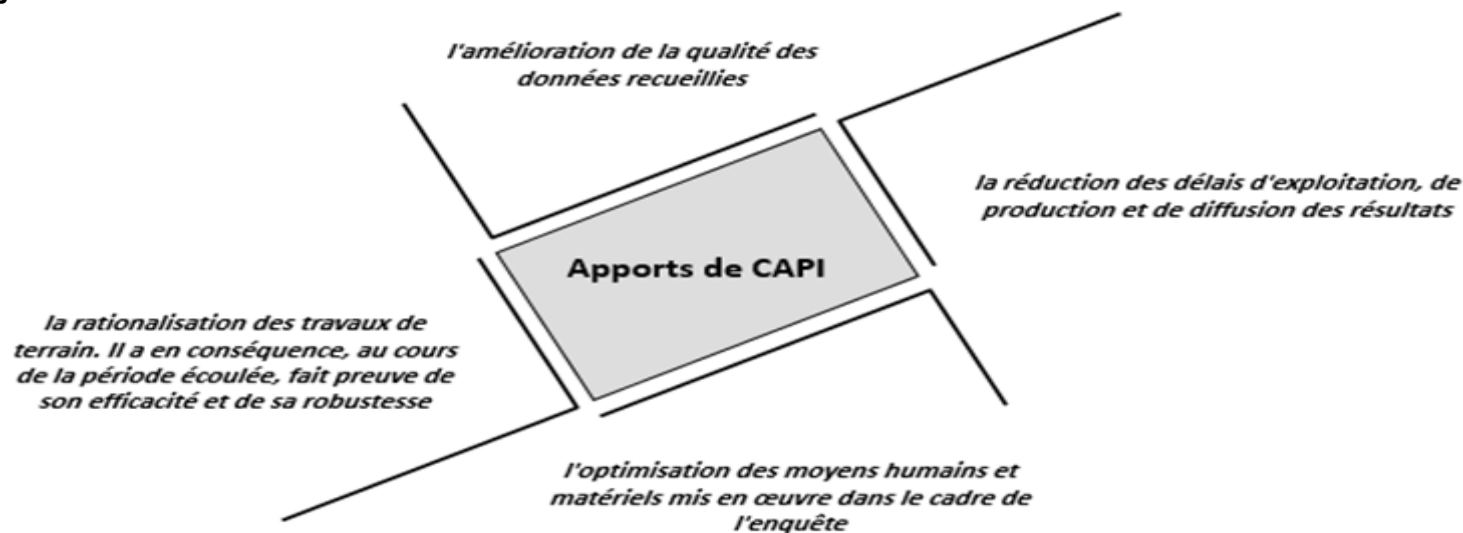 l'amélioration de la qualité des
données recueillies
la réduction des délais d'exploitation, de
production et de diffusion des résultats
Apports de CAPI
la rationalisation des travaux de
terrain. Il a en conséquence, au cours
de la période écoulée, fait preuve de
son efficacité et de sa robustesse
l'optimisation des moyens humains et
matériels mis en œuvre dans le cadre de
l'enquête